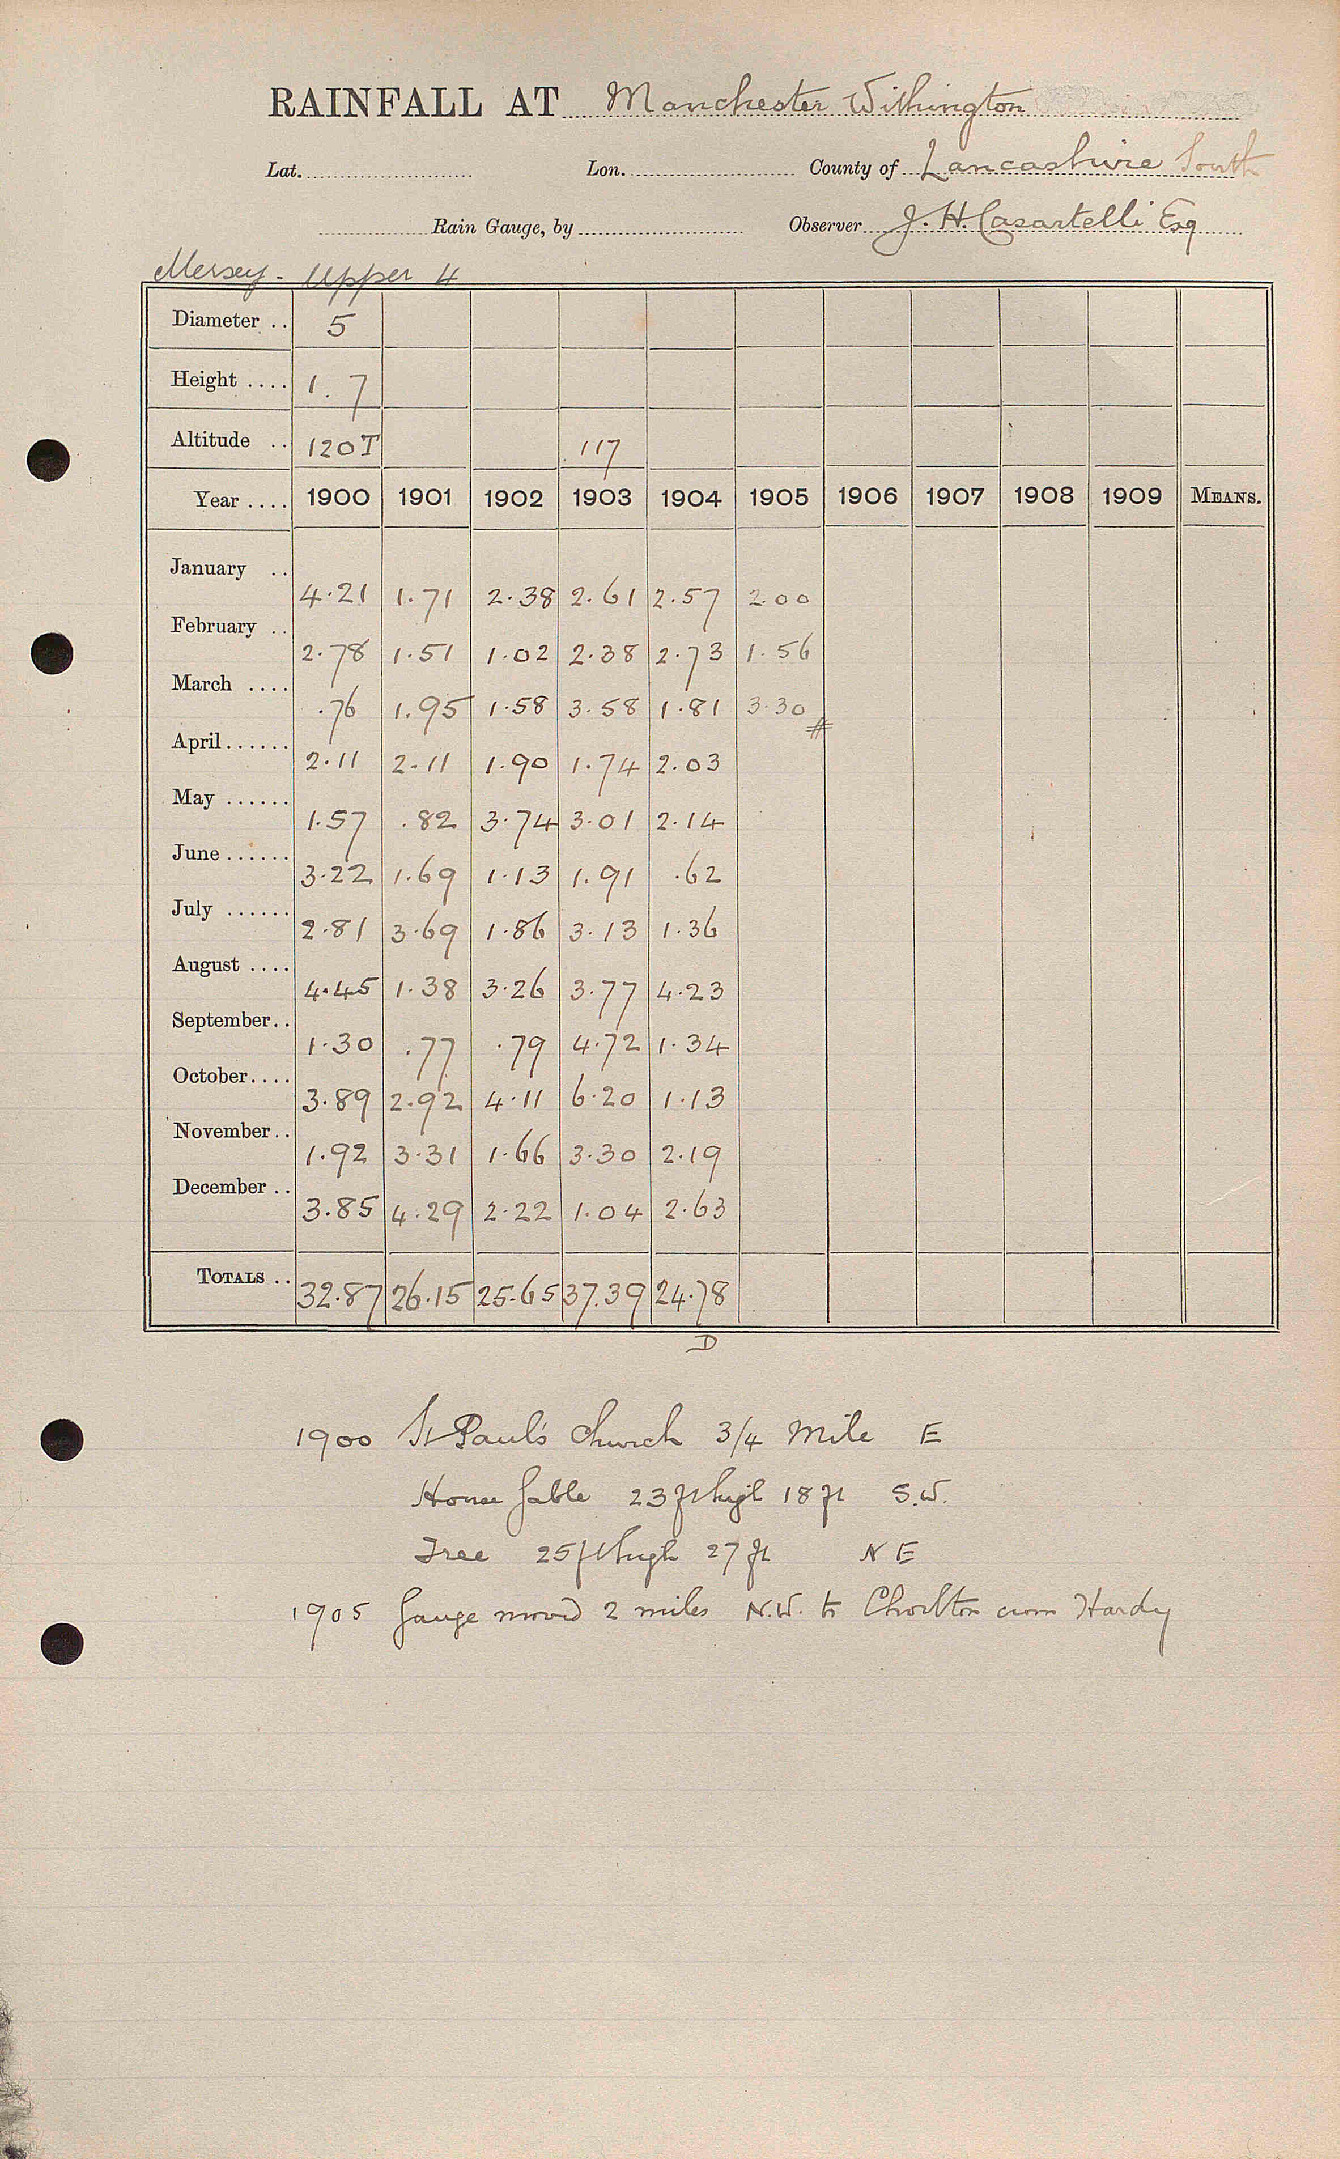 RAINFALL AT Manchester Withington
Lat. Lon. County of Lancashire South
Rain Gauge, by Observer J. H. Casartelli Esq
Mersey - Upper 4
Diameter .. 5
Height .... 1.7
Altitude .. 120T 117
Year .... 1900 1901 1902 1903 1904 1905 1906 1907 1908 1909 MEANS.
January .. 4.21 1.71 2.38 2.61 2.57 2.00
February .. 2.78 1.51 1.02 2.38 2.73 1.56
March .... .76 1.95 1.58 3.58 1.81 3.30 #
April...... 2.11 2.11 1.90 1.74 2.03
May ...... 1.57 .82 3.74 3.01 2.14
June...... 3.22 1.69 1.13 1.91 .62
July ...... 2.81 3.69 1.86 3.13 1.36
August .... 4.45 1.38 3.26 3.77 4.23
September.. 1.30 .77 .79 4.72 1.34
October.... 3.89 2.92 4.11 6.20 1.13
November.. 1.92 3.31 1.66 3.30 2.19
December .. 3.85 4.29 2.22 1.04 2.63
TOTALS .. 32.87 26.15 25.65 37.39 24.78
D
1900 St Paul's Church 3/4 Mile E
House Gable 23 ft high 18 ft S.W.
Tree 25 ft high 27 ft N E
1905 Gauge moved 2 miles N.W. to Chorlton cum Hardy